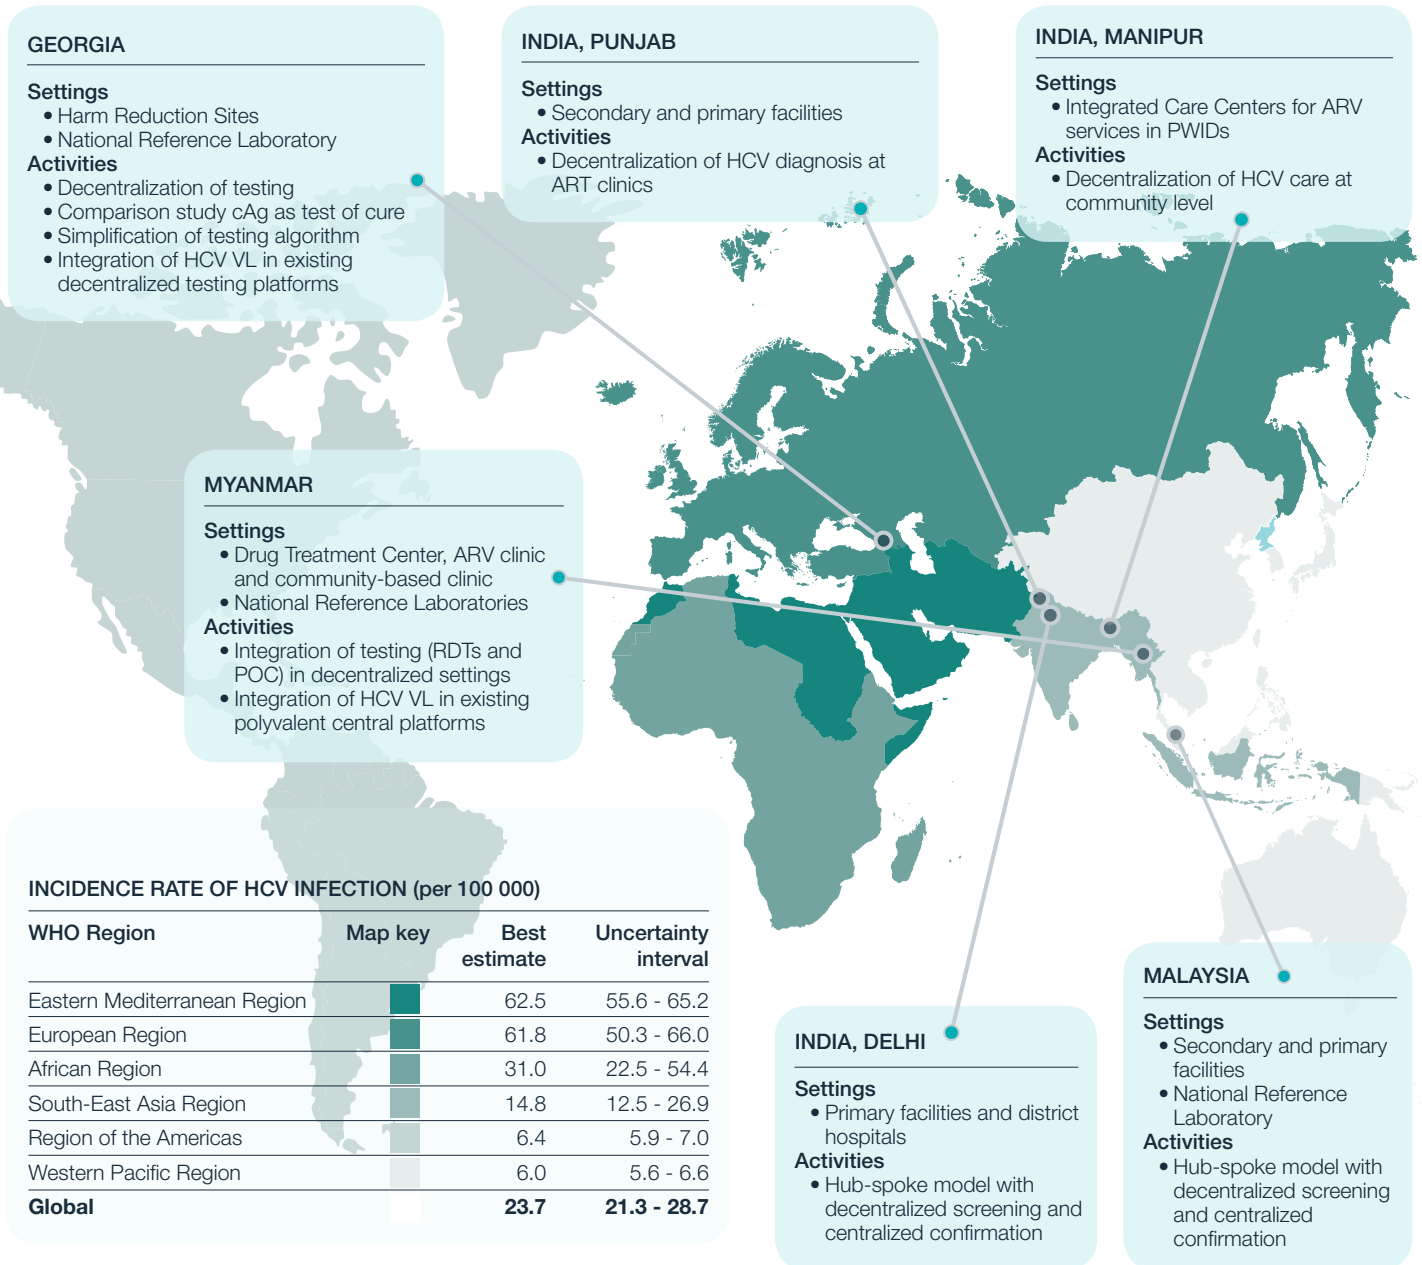 GEORGIA
Settings
• Harm Reduction Sites
• National Reference Laboratory
Activities
• Decentralization of testing
• Comparison study cAg as test of cure
• Simplification of testing algorithm
• Integration of HCV VL in existing
decentralized testing platforms
INDIA, PUNJAB
Settings
• Secondary and primary facilities
Activities
• Decentralization of HCV diagnosis at
ART clinics
INDIA, MANIPUR
Settings
• Integrated Care Centers for ARV
services in PWIDs
Activities
• Decentralization of HCV care at
community level
MYANMAR
Settings
• Drug Treatment Center, ARV clinic
and community-based clinic
• National Reference Laboratories
Activities
• Integration of testing (RDTs and
POC) in decentralized settings
• Integration of HCV VL in existing
polyvalent central platforms
INCIDENCE RATE OF HCV INFECTION (per 100 000)
WHO Region Map key Best estimate Uncertainty interval
Eastern Mediterranean Region 62.5 55.6 - 65.2
European Region 61.8 50.3 - 66.0
African Region 31.0 22.5 - 54.4
South-East Asia Region 14.8 12.5 - 26.9
Region of the Americas 6.4 5.9 - 7.0
Western Pacific Region 6.0 5.6 - 6.6
Global 23.7 21.3 - 28.7
INDIA, DELHI
Settings
• Primary facilities and district
hospitals
Activities
• Hub-spoke model with
decentralized screening and
centralized confirmation
MALAYSIA
Settings
• Secondary and primary
facilities
• National Reference
Laboratory
Activities
• Hub-spoke model with
decentralized screening
and centralized
confirmation